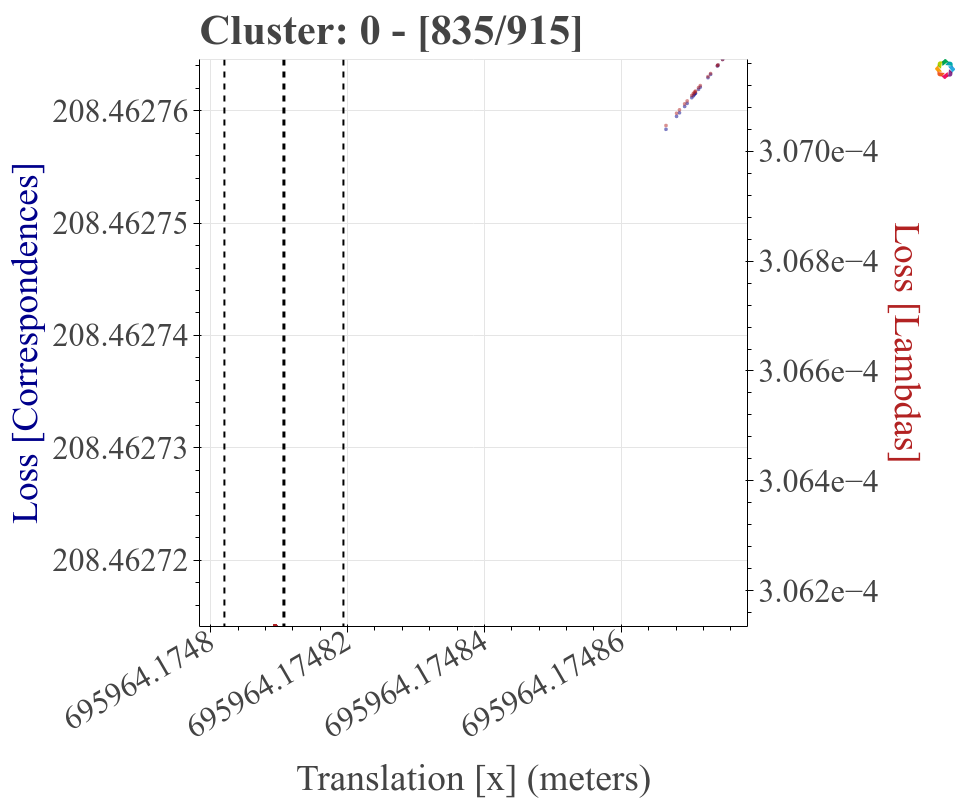 Cluster: 0 - [835/915]
208.46276
208.46275
208.46274
208.46273
208.46272
Loss [Correspondences]
3.070e−4
3.068e−4
3.066e−4
3.064e−4
3.062e−4
Loss [Lambdas]
695964.1748
695964.17482
695964.17484
695964.17486
Translation [x] (meters)